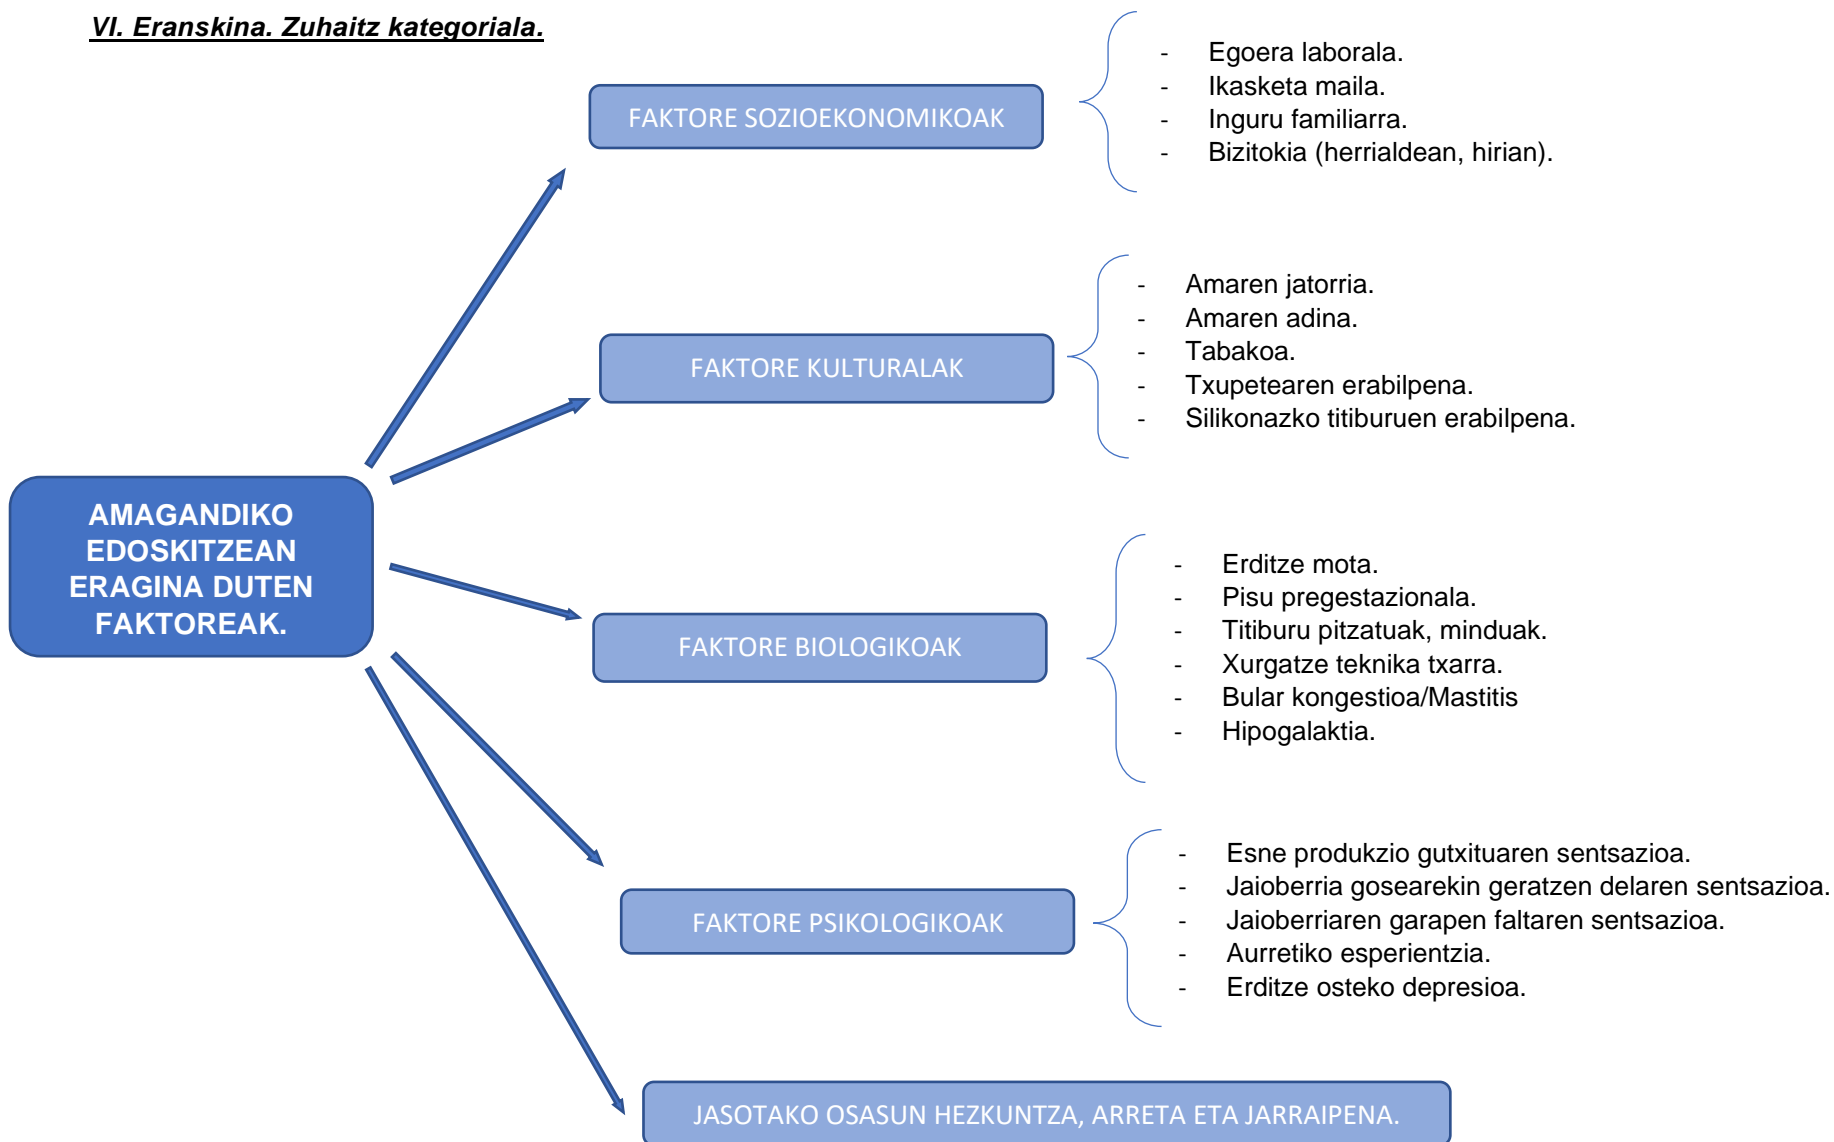 VI. Eranskina. Zuhaitz kategoriala.
FAKTORE SOZIOEKONOMIKOAK
- Egoera laborala.
- Ikasketa maila.
- Inguru familiarra.
- Bizitokia (herrialdean, hirian).
FAKTORE KULTURALAK
- Amaren jatorria.
- Amaren adina.
- Tabakoa.
- Txupetearen erabilpena.
- Silikonazko titiburuen erabilpena.
AMAGANDIKO
EDOSKITZEAN
ERAGINA DUTEN
FAKTOREAK.
FAKTORE BIOLOGIKOAK
- Erditze mota.
- Pisu pregestazionala.
- Titiburu pitzatuak, minduak.
- Xurgatze teknika txarra.
- Bular kongestioa/Mastitis
- Hipogalaktia.
FAKTORE PSIKOLOGIKOAK
- Esne produkzio gutxituaren sentsazioa.
- Jaioberria gosearekin geratzen delaren sentsazioa.
- Jaioberriaren garapen faltaren sentsazioa.
- Aurretiko esperientzia.
- Erditze osteko depresioa.
JASOTAKO OSASUN HEZKUNTZA, ARRETA ETA JARRAIPENA.